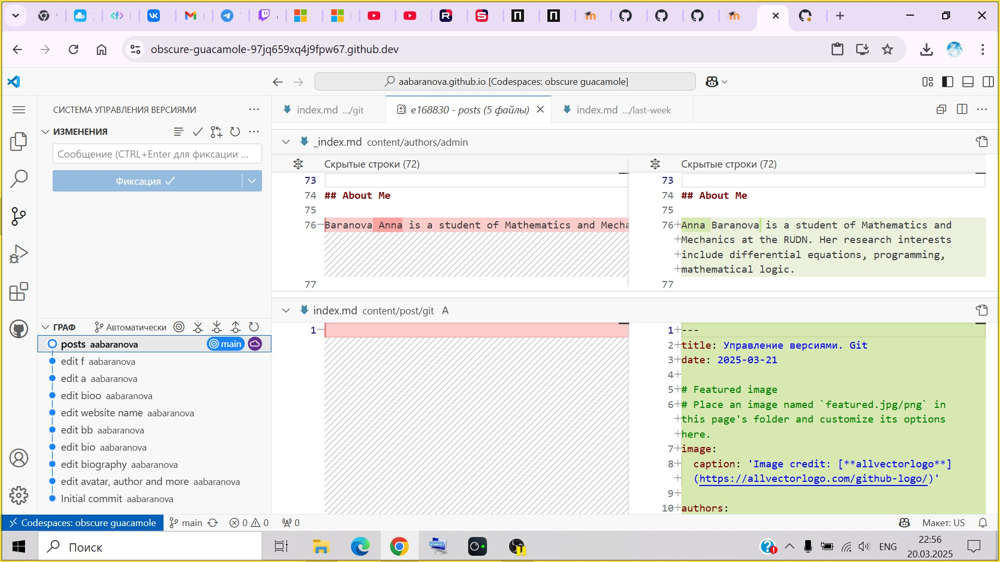 obscure-guacamole-97jq659xq4j9fpw67.github.dev
aabaranova.github.io [Codespaces: obscure guacamole]
СИСТЕМА УПРАВЛЕНИЯ ВЕРСИЯМИ
ИЗМЕНЕНИЯ
Сообщение (CTRL+Enter для фиксации ...
Фиксация
ГРАФ
Автоматически
posts aabaranova main
edit f aabaranova
edit a aabaranova
edit bioo aabaranova
edit website name aabaranova
edit bb aabaranova
edit bio aabaranova
edit biography aabaranova
edit avatar, author and more aabaranova
Initial commit aabaranova
index.md .../git
e168830 - posts (5 файлы)
index.md .../last-week
_index.md content/authors/admin
Скрытые строки (72)
73
74 ## About Me
75
76 Baranova Anna is a student of Mathematics and Mecha
77
Скрытые строки (72)
73
74 ## About Me
75
76+Anna Baranova is a student of Mathematics and
+Mechanics at the RUDN. Her research interests
+include differential equations, programming,
+mathematical logic.
77
index.md content/post/git A
1
1+---
2+title: Управление версиями. Git
3+date: 2025-03-21
4+
5+# Featured image
6+# Place an image named `featured.jpg/png` in
+this page's folder and customize its options
+here.
7+image:
8+  caption: 'Image credit: [**allvectorlogo**]
+  (https://allvectorlogo.com/github-logo/)'
9+
10+authors:
Codespaces: obscure guacamole
main
0 0
0
Макет: US
Поиск
ENG
22:56
20.03.2025